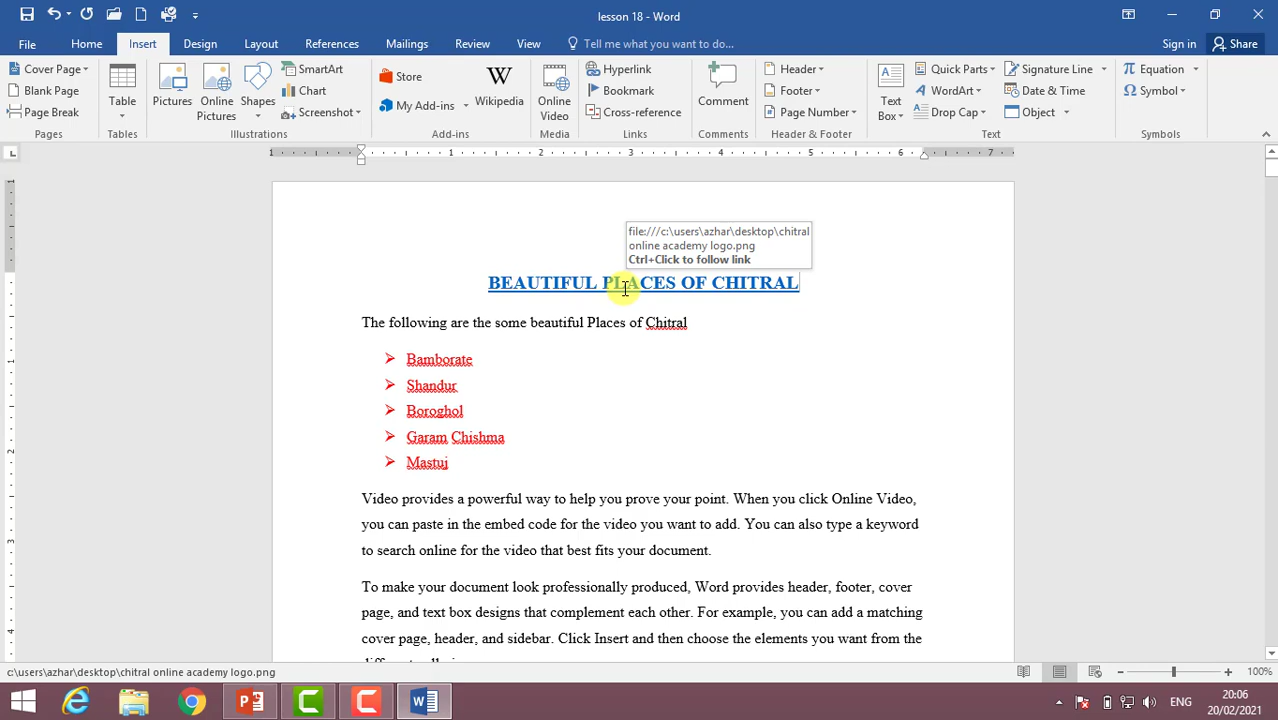 lesson 18 - Word
File Home Insert Design Layout References Mailings Review View Tell me what you want to do... Sign in Share
Cover Page
Blank Page
Page Break
Pages
Table
Tables
Pictures
Online Pictures
Shapes
SmartArt
Chart
Screenshot
Illustrations
Store
My Add-ins
Wikipedia
Add-ins
Online Video
Media
Hyperlink
Bookmark
Cross-reference
Links
Comment
Comments
Header
Footer
Page Number
Header & Footer
Text Box
Quick Parts
WordArt
Drop Cap
Signature Line
Date & Time
Object
Text
Equation
Symbol
Symbols
1 1 2 3 4 5 6 7
file:///c:\users\azhar\desktop\chitral
online academy logo.png
Ctrl+Click to follow link
BEAUTIFUL PLACES OF CHITRAL
The following are the some beautiful Places of Chitral
Bamborate
Shandur
Boroghol
Garam Chishma
Mastuj
Video provides a powerful way to help you prove your point. When you click Online Video,
you can paste in the embed code for the video you want to add. You can also type a keyword
to search online for the video that best fits your document.
To make your document look professionally produced, Word provides header, footer, cover
page, and text box designs that complement each other. For example, you can add a matching
cover page, header, and sidebar. Click Insert and then choose the elements you want from the
c:\users\azhar\desktop\chitral online academy logo.png
100%
ENG
20:06
20/02/2021